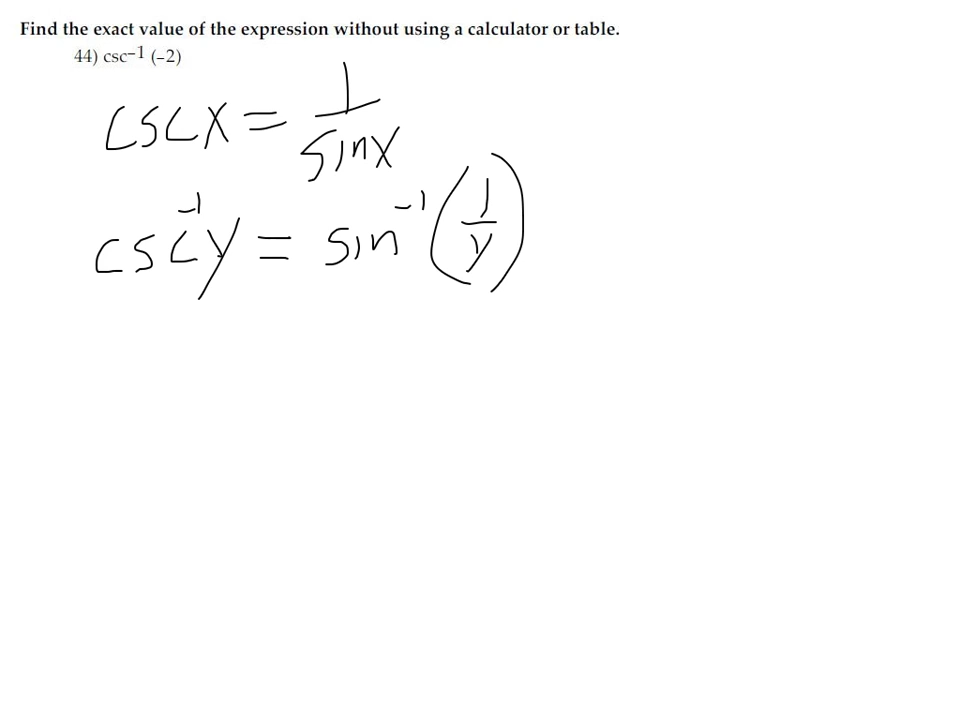 Find the exact value of the expression without using a calculator or table.
44) csc⁻¹ (–2)
cscx = 1/sinx
csc⁻¹y = sin⁻¹(1/y)